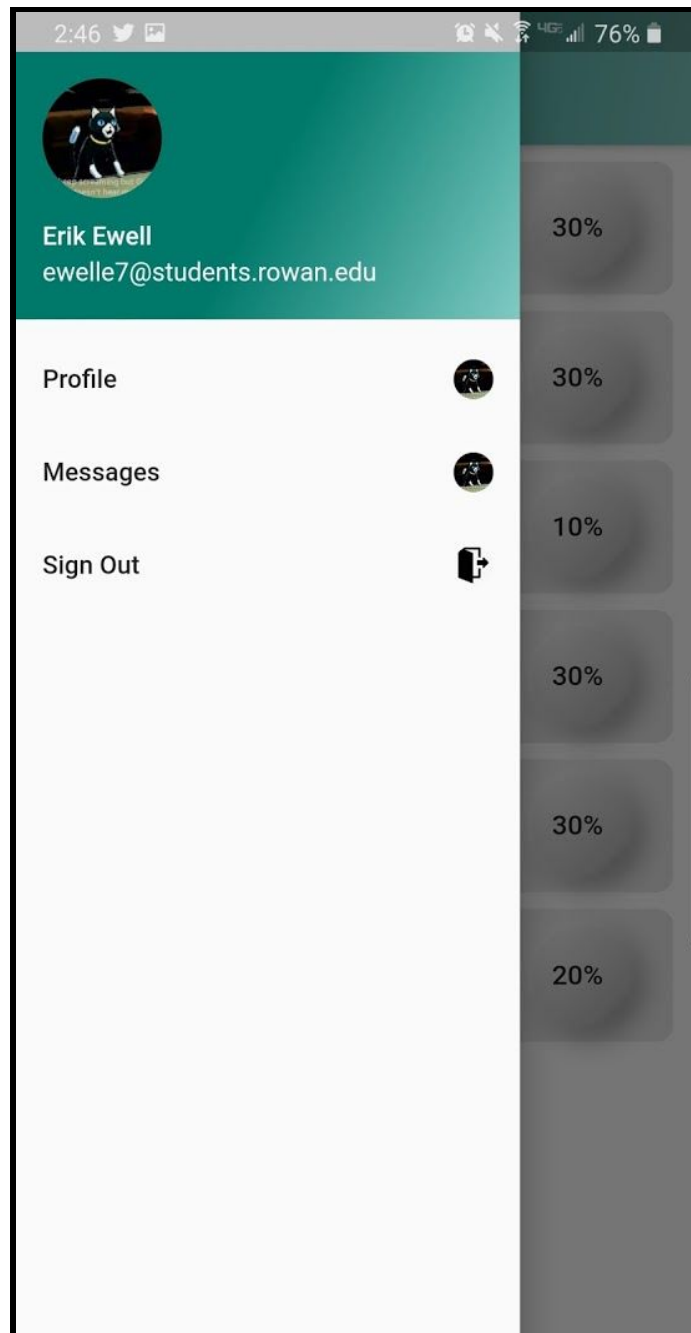 2:46 4GE 76%
Erik Ewell
ewelle7@students.rowan.edu
Profile
Messages
Sign Out
30%
30%
10%
30%
30%
20%